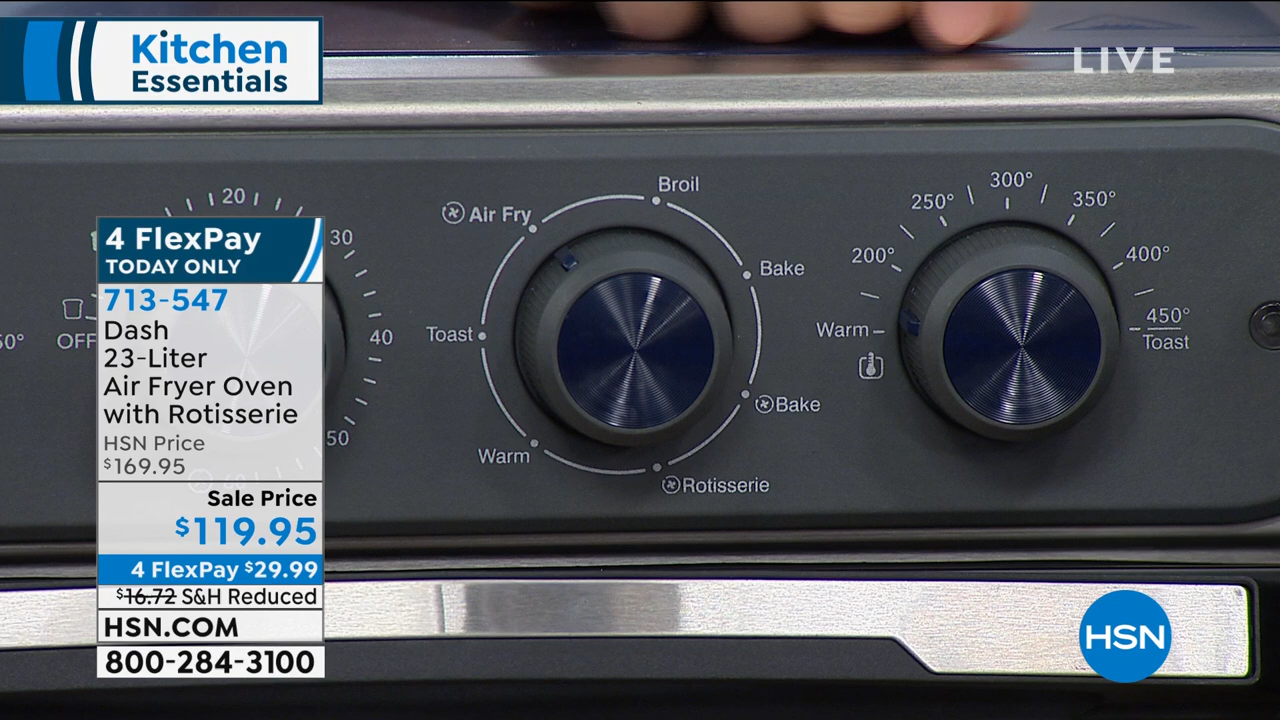 Kitchen
Essentials
LIVE
4 FlexPay
TODAY ONLY
713-547
Dash
23-Liter
Air Fryer Oven
with Rotisserie
HSN Price
$169.95
Sale Price
$119.95
4 FlexPay $29.99
$16.72 S&H Reduced
HSN.COM
800-284-3100
20
30
40
50
OFF
Broil
Air Fry
Bake
Toast
Bake
Warm
Rotisserie
300°
250°
350°
200°
400°
Warm
450°
Toast
HSN